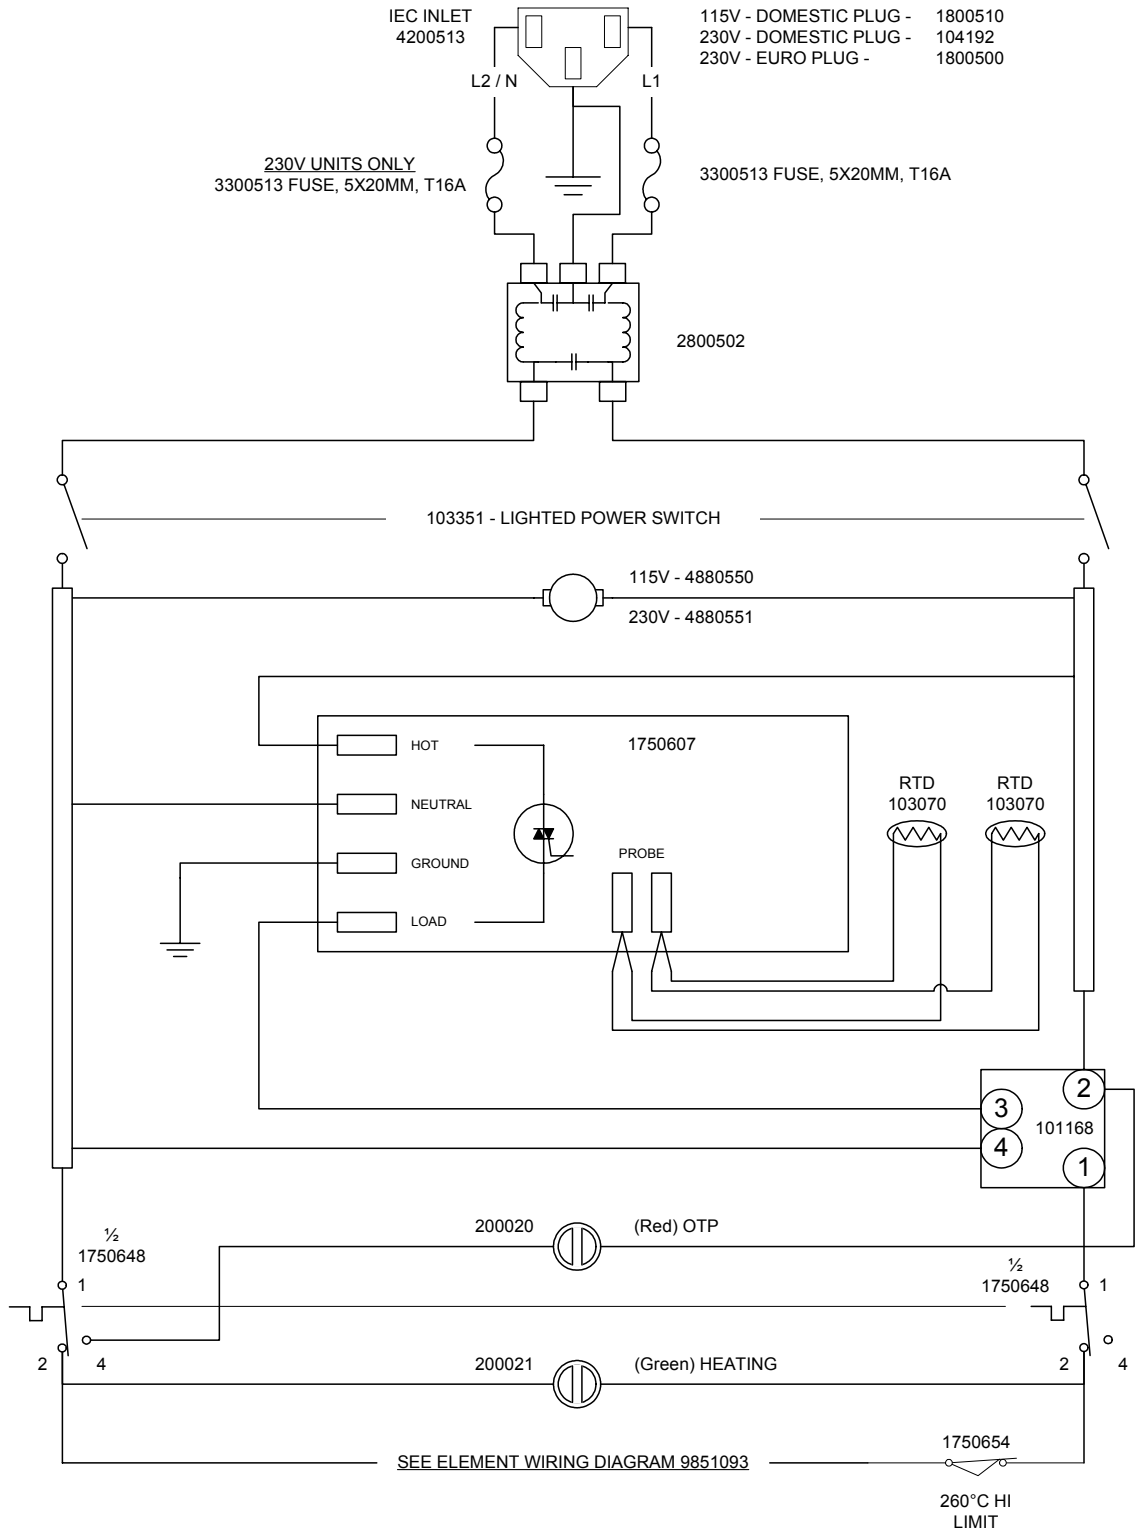 IEC INLET
4200513
115V - DOMESTIC PLUG - 1800510
230V - DOMESTIC PLUG - 104192
230V - EURO PLUG - 1800500
L2 / N
L1
230V UNITS ONLY
3300513 FUSE, 5X20MM, T16A
3300513 FUSE, 5X20MM, T16A
2800502
103351 - LIGHTED POWER SWITCH
115V - 4880550
230V - 4880551
HOT
1750607
NEUTRAL
GROUND
LOAD
PROBE
RTD
103070
RTD
103070
2
3
101168
4
1
½
1750648
200020
(Red) OTP
½
1750648
1
1
2
4
200021
(Green) HEATING
2
4
SEE ELEMENT WIRING DIAGRAM 9851093
1750654
260°C HI
LIMIT